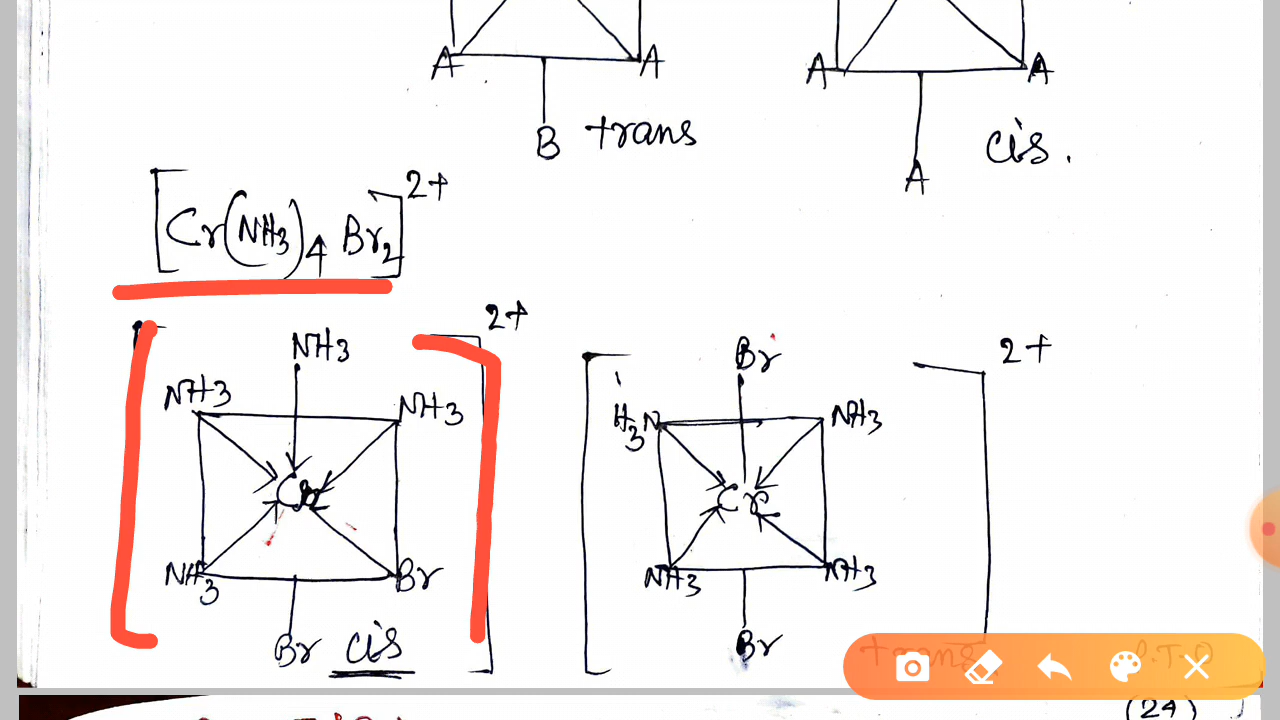 A A
A A
B trans
cis.
A
[Cr(NH3)4 Br2]2+
2+
NH3
NH3 NH3
Cr
NH3 Br
Br cis
2+
Br
H3N NH3
Cr
NH3 NH3
Br
trans P.T.O
(24)